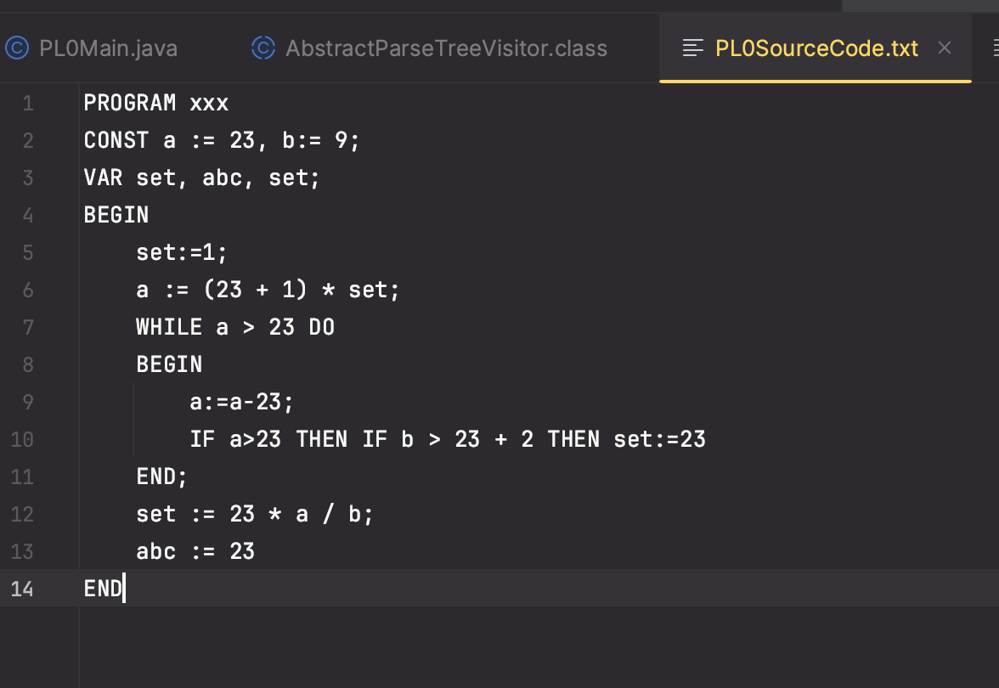 PL0Main.java AbstractParseTreeVisitor.class PL0SourceCode.txt
1 PROGRAM xxx
2 CONST a := 23, b:= 9;
3 VAR set, abc, set;
4 BEGIN
5 set:=1;
6 a := (23 + 1) * set;
7 WHILE a > 23 DO
8 BEGIN
9 a:=a-23;
10 IF a>23 THEN IF b > 23 + 2 THEN set:=23
11 END;
12 set := 23 * a / b;
13 abc := 23
14 END